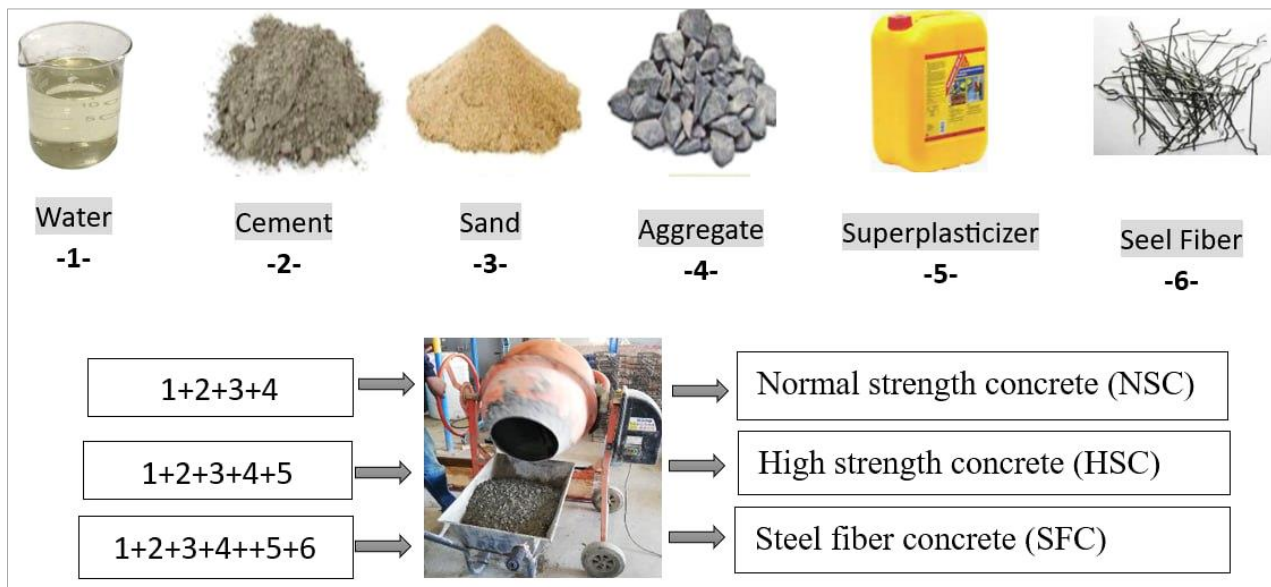 Water
-1-
Cement
-2-
Sand
-3-
Aggregate
-4-
Superplasticizer
-5-
Seel Fiber
-6-
1+2+3+4
Normal strength concrete (NSC)
1+2+3+4+5
High strength concrete (HSC)
1+2+3+4++5+6
Steel fiber concrete (SFC)